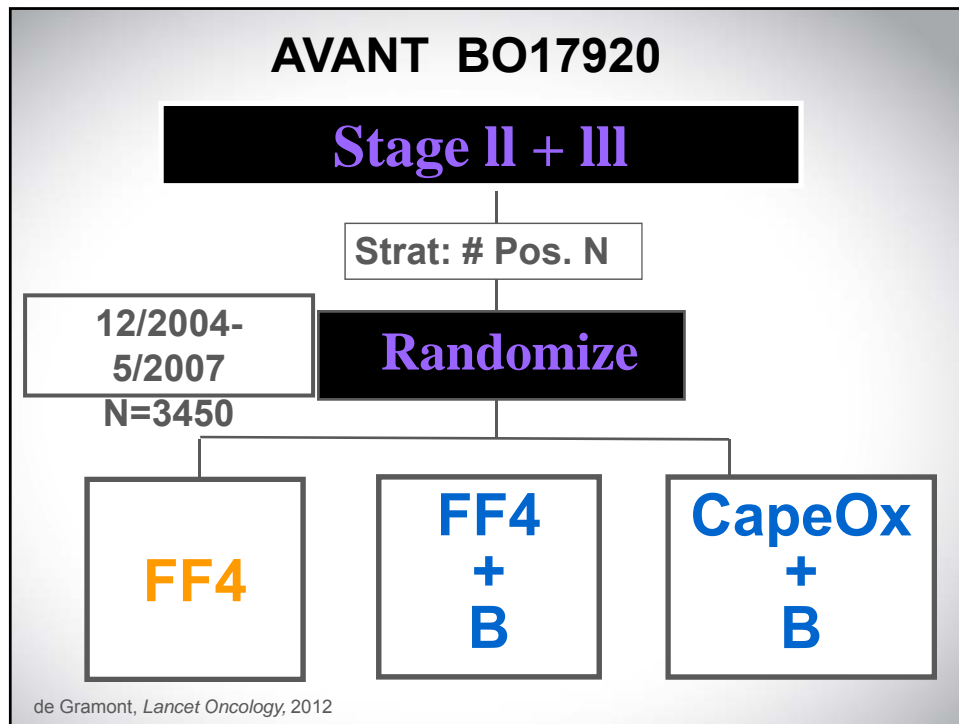 AVANT BO17920
Stage ll + lll
Strat: # Pos. N
12/2004-
5/2007
N=3450
Randomize
FF4
FF4
+
B
CapeOx
+
B
de Gramont, Lancet Oncology, 2012